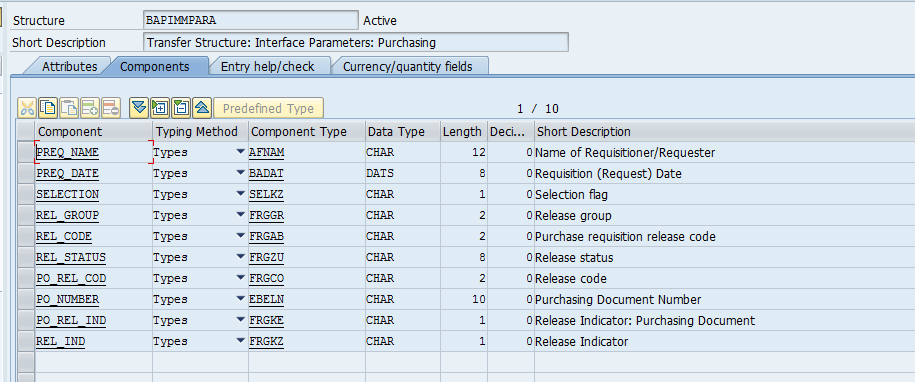 Structure BAPIMMPARA Active
Short Description Transfer Structure: Interface Parameters: Purchasing
Attributes Components Entry help/check Currency/quantity fields
Predefined Type 1 / 10
Component Typing Method Component Type Data Type Length Deci... Short Description
PREQ_NAME Types AFNAM CHAR 12 0 Name of Requisitioner/Requester
PREQ_DATE Types BADAT DATS 8 0 Requisition (Request) Date
SELECTION Types SELKZ CHAR 1 0 Selection flag
REL_GROUP Types FRGGR CHAR 2 0 Release group
REL_CODE Types FRGAB CHAR 2 0 Purchase requisition release code
REL_STATUS Types FRGZU CHAR 8 0 Release status
PO_REL_COD Types FRGCO CHAR 2 0 Release code
PO_NUMBER Types EBELN CHAR 10 0 Purchasing Document Number
PO_REL_IND Types FRGKE CHAR 1 0 Release Indicator: Purchasing Document
REL_IND Types FRGKZ CHAR 1 0 Release Indicator